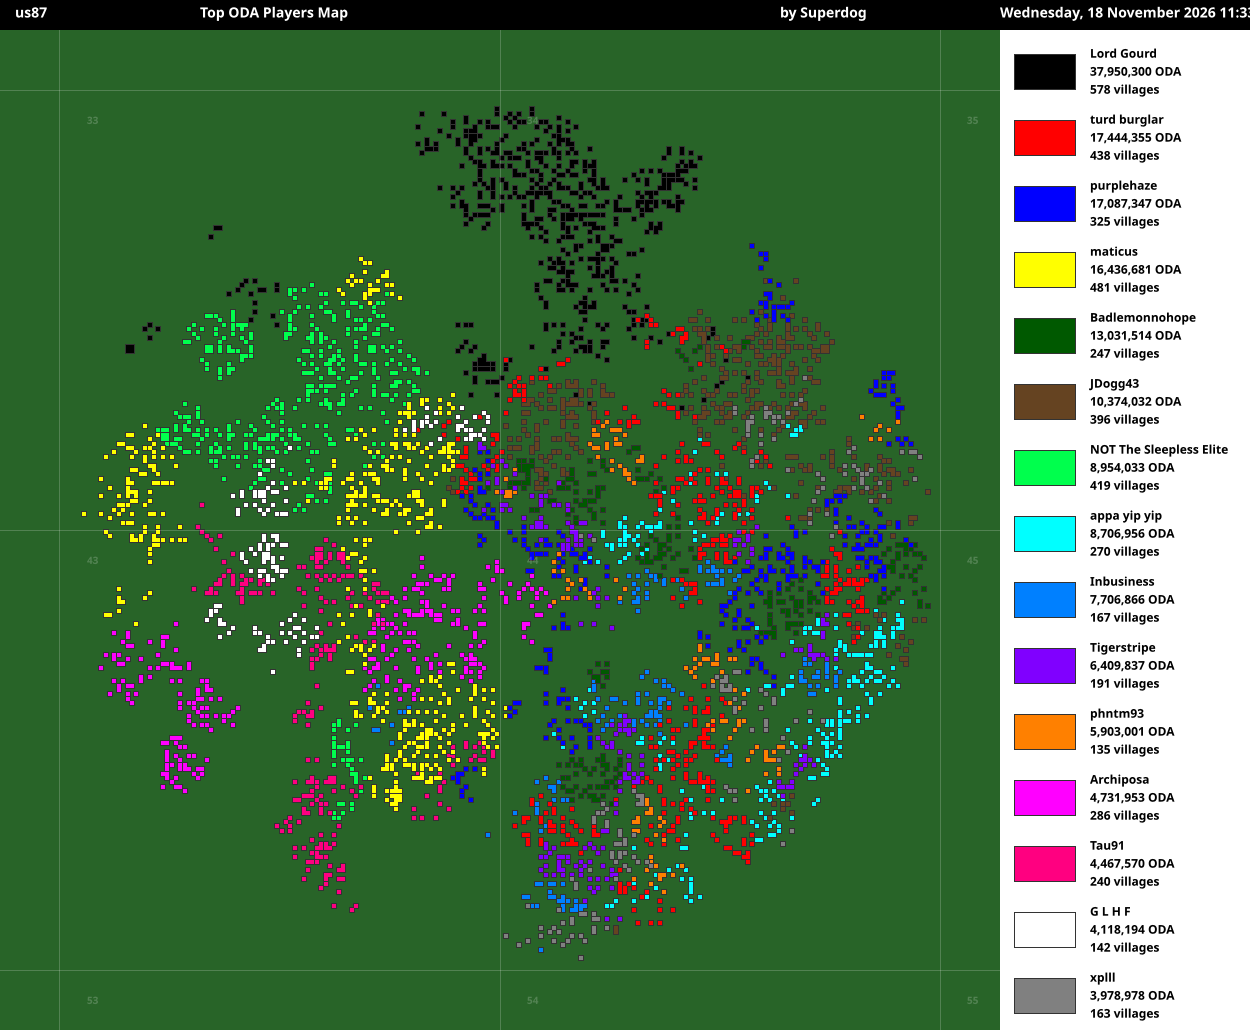 us87 Top ODA Players Map by Superdog Wednesday, 18 November 2026 11:33
Lord Gourd
37,950,300 ODA
578 villages
turd burglar
17,444,355 ODA
438 villages
purplehaze
17,087,347 ODA
325 villages
maticus
16,436,681 ODA
481 villages
Badlemonnohope
13,031,514 ODA
247 villages
JDogg43
10,374,032 ODA
396 villages
NOT The Sleepless Elite
8,954,033 ODA
419 villages
appa yip yip
8,706,956 ODA
270 villages
Inbusiness
7,706,866 ODA
167 villages
Tigerstripe
6,409,837 ODA
191 villages
phntm93
5,903,001 ODA
135 villages
Archiposa
4,731,953 ODA
286 villages
Tau91
4,467,570 ODA
240 villages
G L H F
4,118,194 ODA
142 villages
xplll
3,978,978 ODA
163 villages
33 34 35
43 44 45
53 54 55